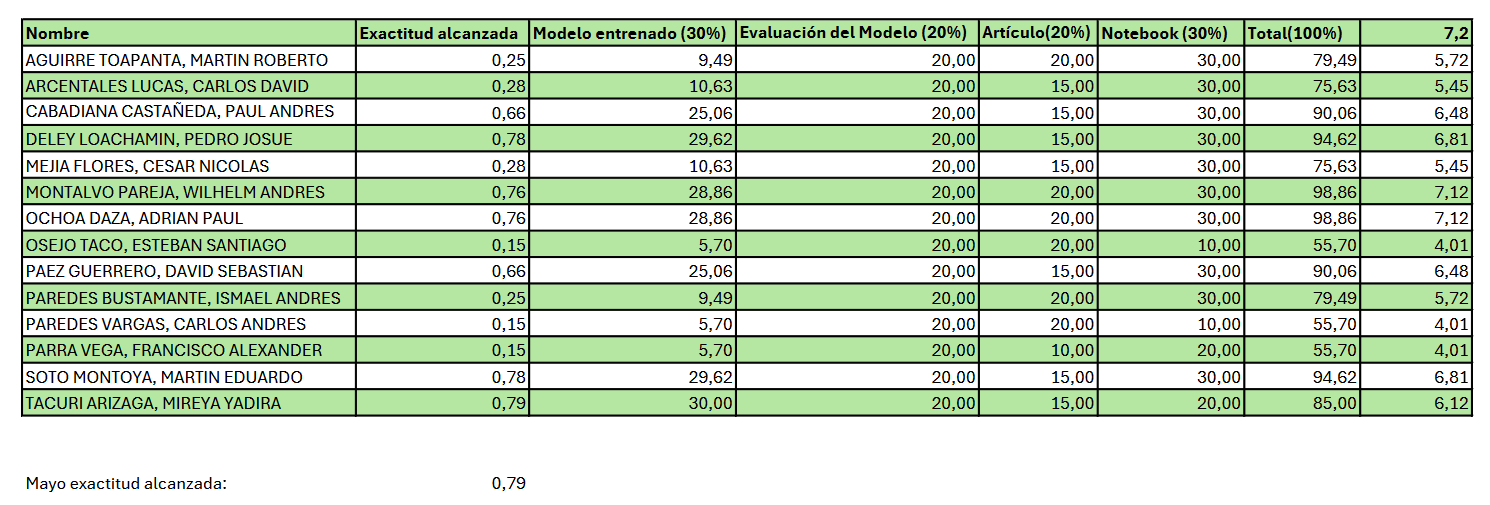 Nombre Exactitud alcanzada Modelo entrenado (30%) Evaluación del Modelo (20%) Artículo(20%) Notebook (30%) Total(100%) 7,2
AGUIRRE TOAPANTA, MARTIN ROBERTO 0,25 9,49 20,00 20,00 30,00 79,49 5,72
ARCENTALES LUCAS, CARLOS DAVID 0,28 10,63 20,00 15,00 30,00 75,63 5,45
CABADIANA CASTAÑEDA, PAUL ANDRES 0,66 25,06 20,00 15,00 30,00 90,06 6,48
DELEY LOACHAMIN, PEDRO JOSUE 0,78 29,62 20,00 15,00 30,00 94,62 6,81
MEJIA FLORES, CESAR NICOLAS 0,28 10,63 20,00 15,00 30,00 75,63 5,45
MONTALVO PAREJA, WILHELM ANDRES 0,76 28,86 20,00 20,00 30,00 98,86 7,12
OCHOA DAZA, ADRIAN PAUL 0,76 28,86 20,00 20,00 30,00 98,86 7,12
OSEJO TACO, ESTEBAN SANTIAGO 0,15 5,70 20,00 20,00 10,00 55,70 4,01
PAEZ GUERRERO, DAVID SEBASTIAN 0,66 25,06 20,00 15,00 30,00 90,06 6,48
PAREDES BUSTAMANTE, ISMAEL ANDRES 0,25 9,49 20,00 20,00 30,00 79,49 5,72
PAREDES VARGAS, CARLOS ANDRES 0,15 5,70 20,00 20,00 10,00 55,70 4,01
PARRA VEGA, FRANCISCO ALEXANDER 0,15 5,70 20,00 10,00 20,00 55,70 4,01
SOTO MONTOYA, MARTIN EDUARDO 0,78 29,62 20,00 15,00 30,00 94,62 6,81
TACURI ARIZAGA, MIREYA YADIRA 0,79 30,00 20,00 15,00 20,00 85,00 6,12
Mayo exactitud alcanzada: 0,79